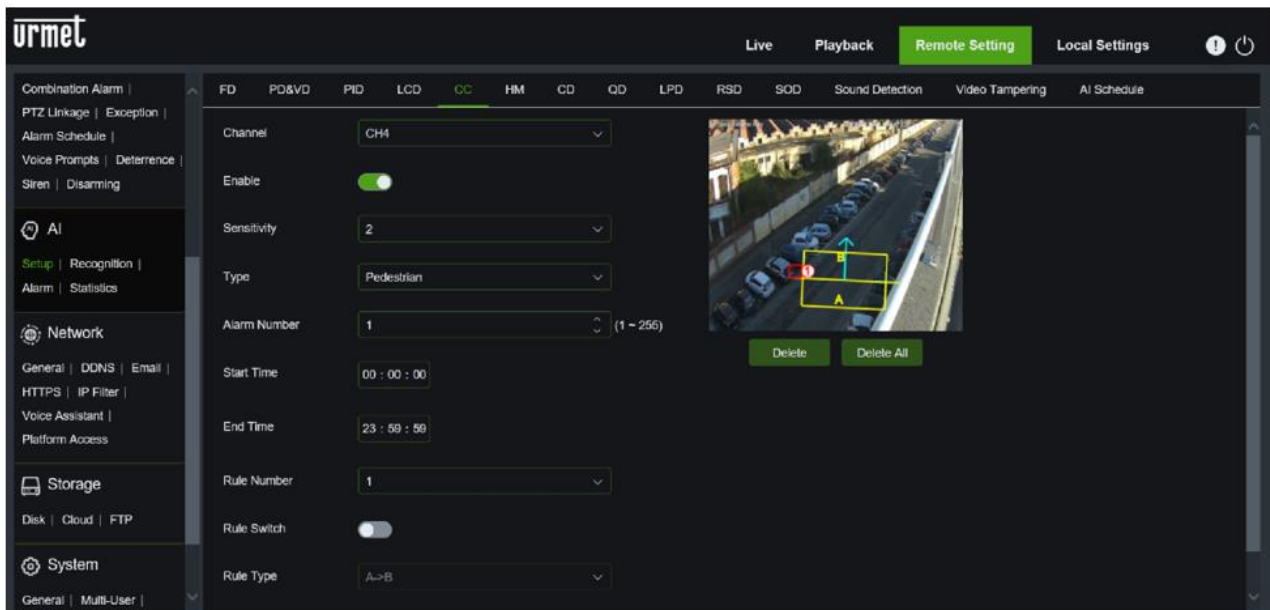 urmet
Live Playback Remote Setting Local Settings
Combination Alarm |
PTZ Linkage | Exception |
Alarm Schedule |
Voice Prompts | Deterrence |
Siren | Disarming
AI
Setup | Recognition |
Alarm | Statistics
Network
General | DDNS | Email |
HTTPS | IP Filter |
Voice Assistant |
Platform Access
Storage
Disk | Cloud | FTP
System
General | Multi-User |
FD PD&VD PID LCD CC HM CD QD LPD RSD SOD Sound Detection Video Tampering AI Schedule
Channel CH4
Enable
Sensitivity 2
Type Pedestrian
Alarm Number 1 (1 ~ 256)
Start Time 00 : 00 : 00
End Time 23 : 59 : 59
Rule Number 1
Rule Switch
Rule Type A->B
B
1
A
Delete Delete All